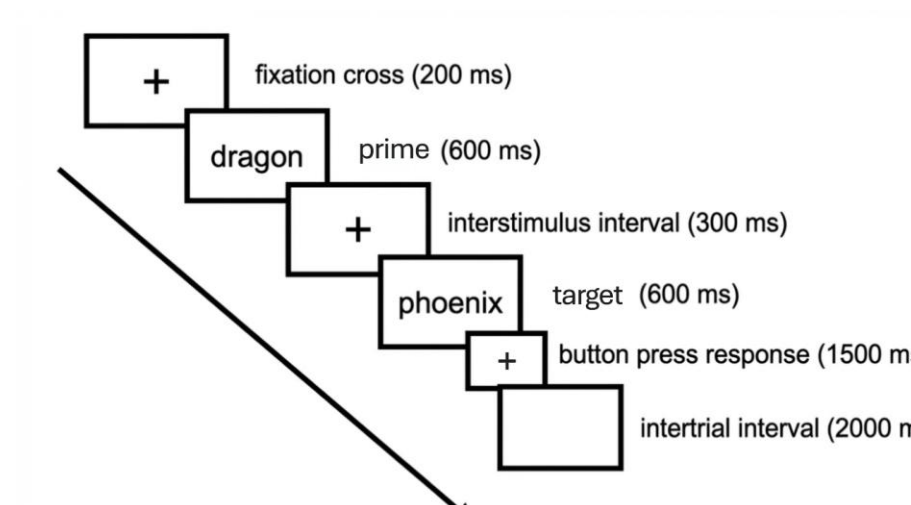 +
fixation cross (200 ms)
dragon
prime (600 ms)
+
interstimulus interval (300 ms)
phoenix
target (600 ms)
+
button press response (1500 m
intertrial interval (2000 m